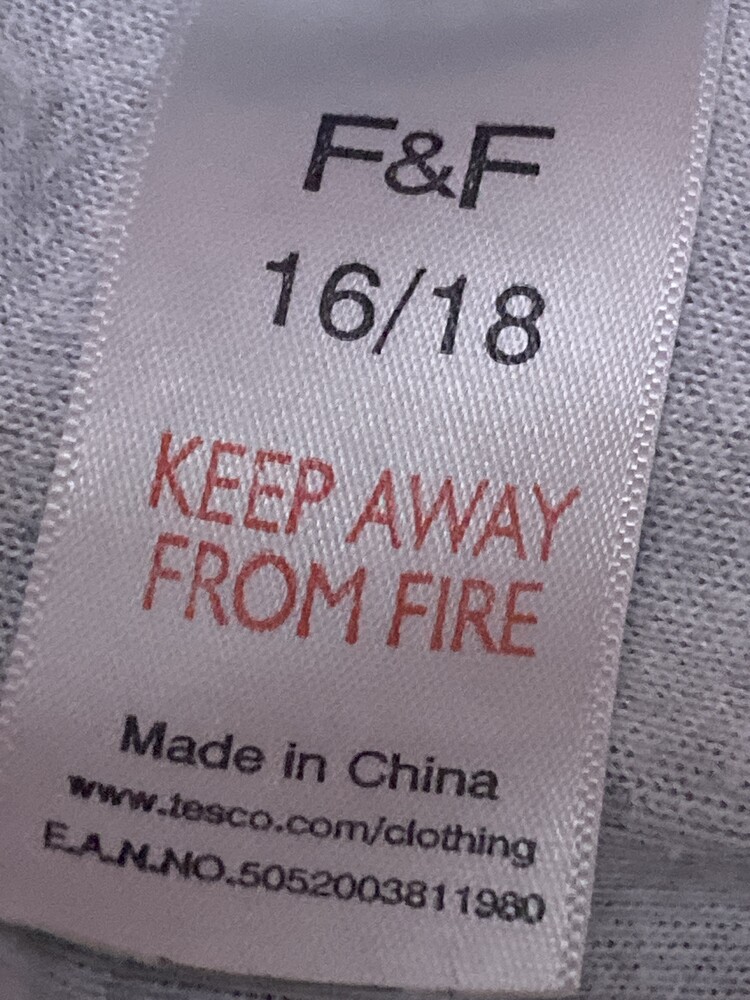 F&F
16/18
KEEP AWAY
FROM FIRE
Made in China
www.tesco.com/clothing
E.A.N.NO.5052003811980